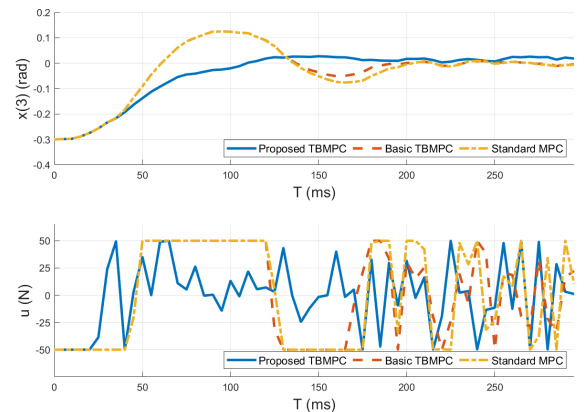 0.2
0.1
0
-0.1
-0.2
-0.3
-0.4
x(3) (rad)
0 50 100 150 200 250
Proposed TBMPC Basic TBMPC Standard MPC
T (ms)
50
25
0
-25
-50
u (N)
Proposed TBMPC Basic TBMPC Standard MPC
0 50 100 150 200 250
T (ms)